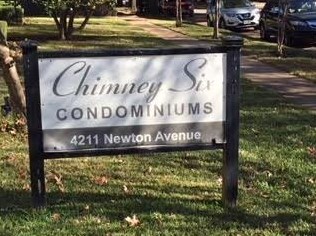 Chimney Six
CONDOMINIUMS
4211 Newton Avenue